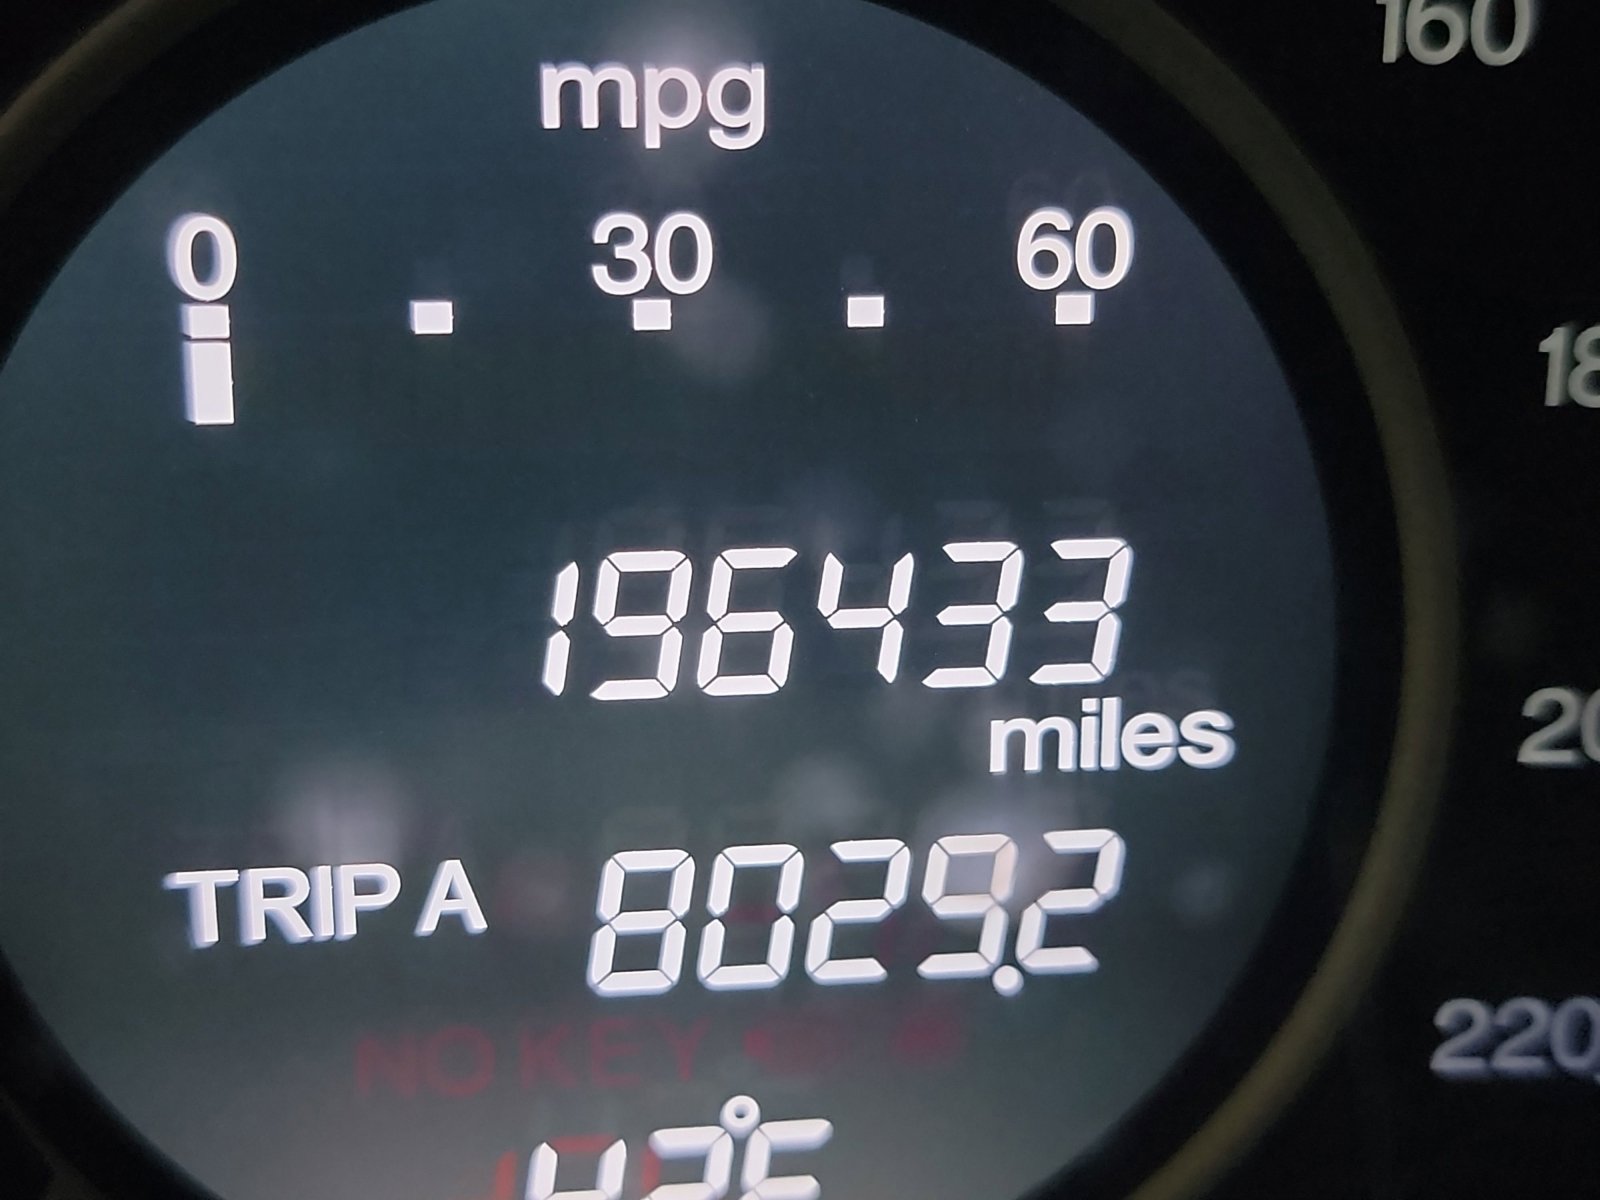 160
mpg
0 30 60
18
196433
miles
20
TRIP A 8029.2
NO KEY
220
°F